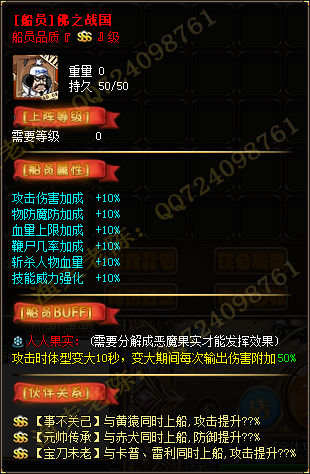 [船员]佛之战国
船员品质『 SSS 』级
重量 0
持久 50/50
[上阵等级]
需要等级 0
[船员属性]
攻击伤害加成 +10%
物防魔防加成 +10%
血量上限加成 +10%
鞭尸几率加成 +10%
斩杀人物血量 +10%
技能威力强化 +10%
[船员BUFF]
人人果实: (需要分解成恶魔果实才能发挥效果)
攻击时体型变大10秒,变大期间每次输出伤害附加50%
[伙伴关系]
SSS 【事不关己】与黄猿同时上船,攻击提升??%
SSS 【元帅传承】与赤犬同时上船,防御提升??%
SSS 【宝刀未老】与卡普、雷利同时上船,攻击提升??%
QQ724098761
QQ724098761